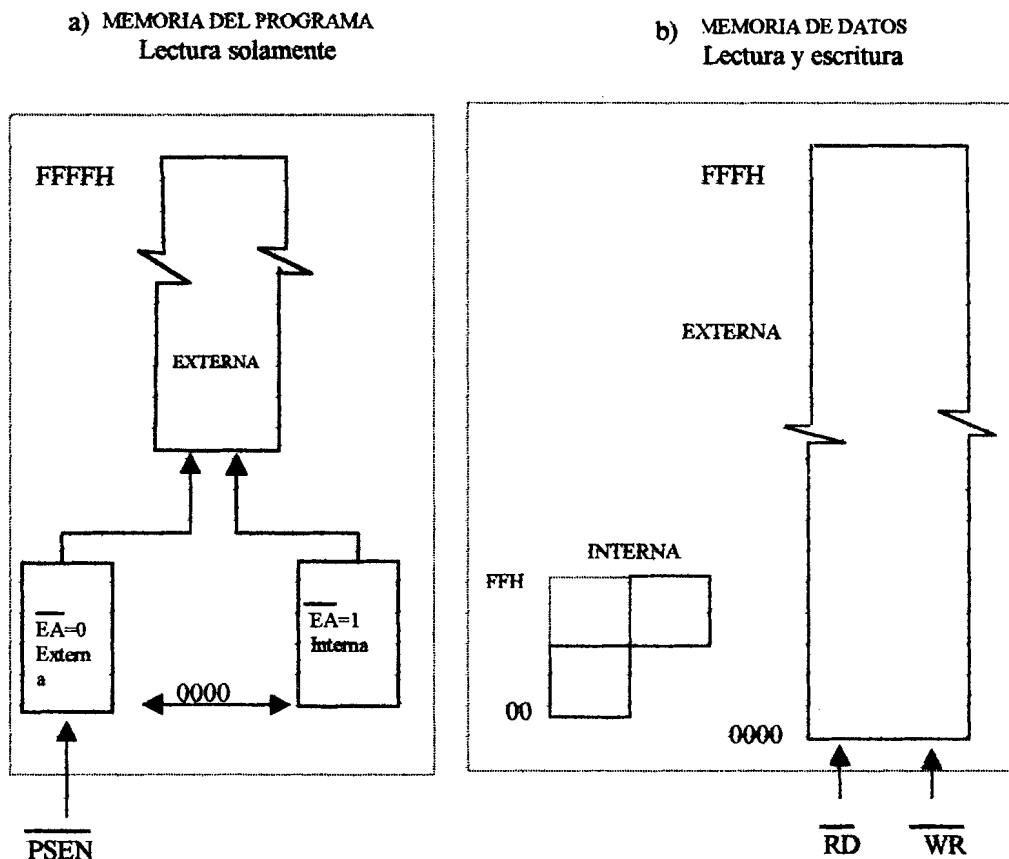 a) MEMORIA DEL PROGRAMA
Lectura solamente
FFFFH
EXTERNA
EA=0
Extern
a
EA=1
Interna
0000
PSEN
b) MEMORIA DE DATOS
Lectura y escritura
FFFH
EXTERNA
INTERNA
FFH
00
0000
RD
WR